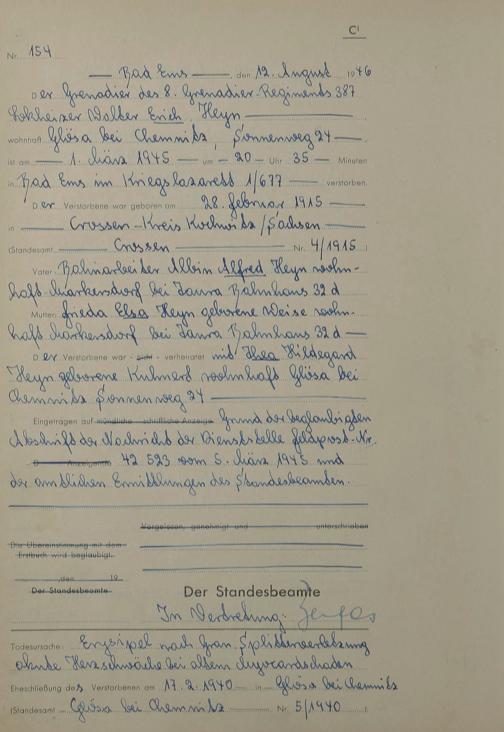 C¹
Nr. 154
Bad Ems, den 12. August 1946
Der Grenadier des 8. Grenadier-Regiments 387
Walter Erich Heyn
wohnhaft Glösa bei Chemnitz, Sonnenweg 24
ist am 1. März 1945 um 20 Uhr 35 Minuten
in Bad Ems im Kriegslazarett 1/677 verstorben.
Der Verstorbene war geboren am 28. Februar 1915
in Crossen-Kreis Rochlitz/Sachsen
(Standesamt Crossen Nr. 4/1915)
Vater: Bahnarbeiter Albin Alfred Heyn wohn-
haft Markersdorf bei Taura Bahnhaus 32 d
Mutter: Frieda Elsa Heyn geborene Weise wohn-
haft Markersdorf bei Taura Bahnhaus 32 d
Der Verstorbene war - nicht - verheiratet mit Thea Hildegard
Heyn geborene wohnhaft Glösa bei
Chemnitz Sonnenweg 24
Eingetragen auf mündliche - schriftliche Anzeige Grund der beglaubigten
Abschrift der Nachricht der Dienststelle Feldpost-Nr.
D Anzeigende 42 523 vom 5. März 1945 und
der amtlichen Ermittlungen des Standesbeamten.
Vorgelesen, genehmigt und unterschrieben
Die Übereinstimmung mit dem
Erstbuch wird beglaubigt.
, den 19
Der Standesbeamte
Der Standesbeamte
In Vertretung:
Todesursache: Erysipel nach Gran. Splitterverletzung
akute Herzschwäche bei altem Myocardschaden
Eheschließung des Verstorbenen am 17.2.1940 in Glösa bei Chemnitz
(Standesamt Glösa bei Chemnitz Nr. 5/1940)